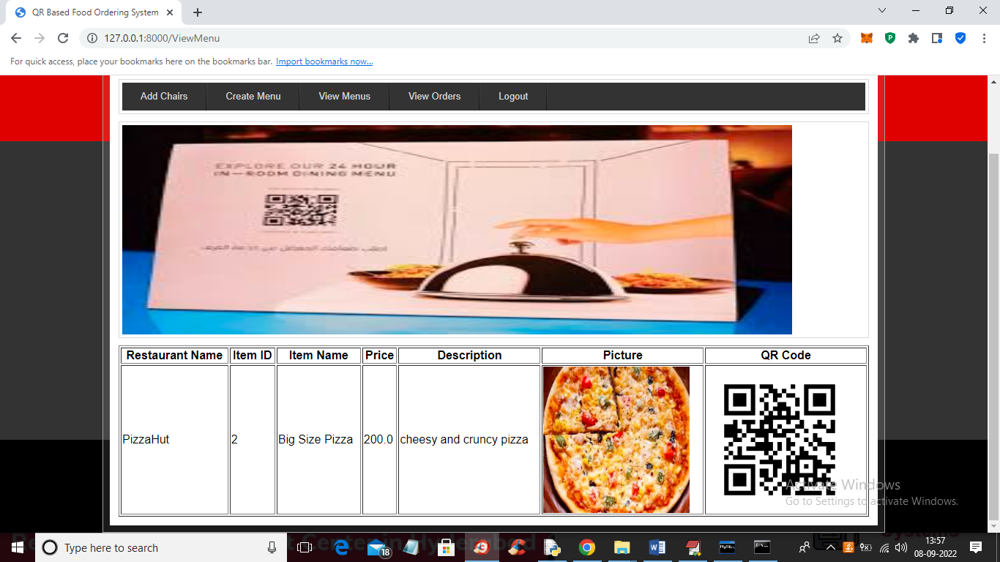 QR Based Food Ordering System
127.0.0.1:8000/ViewMenu
For quick access, place your bookmarks here on the bookmarks bar. Import bookmarks now...
Add Chairs Create Menu View Menus View Orders Logout
EXPLORE OUR 24 HOUR
IN-ROOM DINING MENU
Restaurant Name Item ID Item Name Price Description Picture QR Code
PizzaHut 2 Big Size Pizza 200.0 cheesy and cruncy pizza
Activate Windows
Go to Settings to activate Windows.
Type here to search
18
13:57
08-09-2022